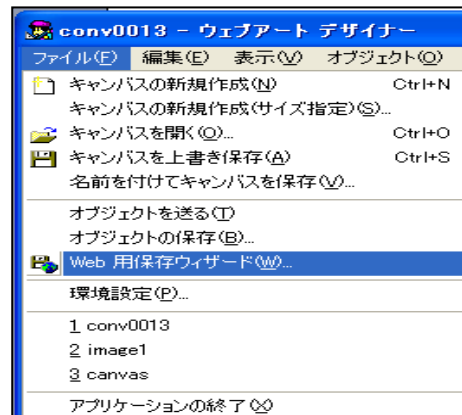 conv0013 - ウェブアート デザイナー
ファイル(F) 編集(E) 表示(V) オブジェクト(O)
キャンバスの新規作成(N) Ctrl+N
キャンバスの新規作成(サイズ指定)(S)...
キャンバスを開く(O)... Ctrl+O
キャンバスを上書き保存(A) Ctrl+S
名前を付けてキャンバスを保存(V)...
オブジェクトを送る(T)
オブジェクトの保存(B)...
Web 用保存ウィザード(W)...
環境設定(P)...
1 conv0013
2 image1
3 canvas
アプリケーションの終了(X)